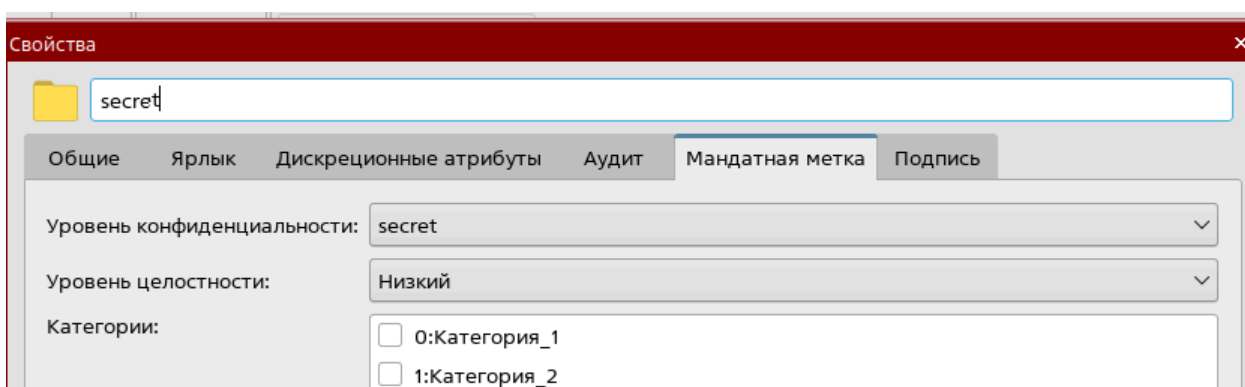 Свойства
secret
Общие Ярлык Дискреционные атрибуты Аудит Мандатная метка Подпись
Уровень конфиденциальности: secret
Уровень целостности: Низкий
Категории: 0:Категория_1
1:Категория_2